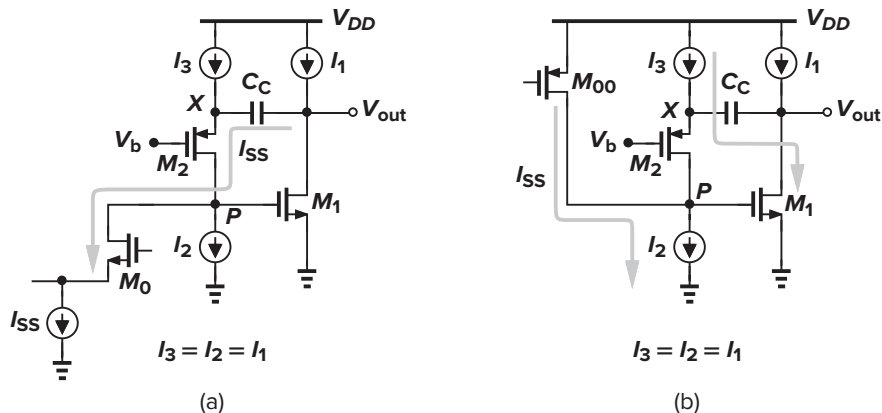 V_DD
I_3
I_1
C_C
X
V_out
V_b
M_2
I_SS
M_1
P
I_2
M_0
I_SS
I_3 = I_2 = I_1
(a)
V_DD
I_3
I_1
M_00
C_C
X
V_out
V_b
M_2
I_SS
P
M_1
I_2
I_3 = I_2 = I_1
(b)